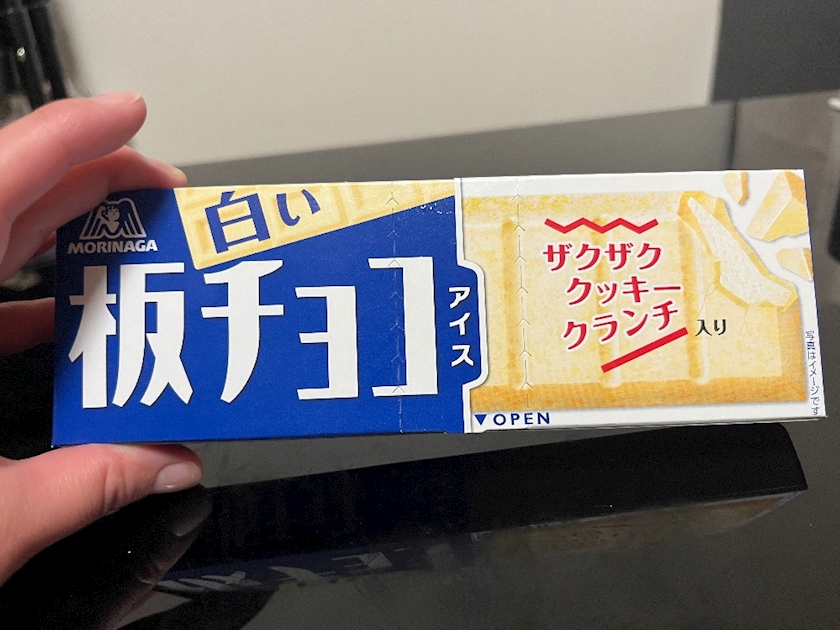 MORINAGA
白い
板チョコ
アイス
ザクザク
クッキー
クランチ
入り
▼OPEN
写真はイメージです